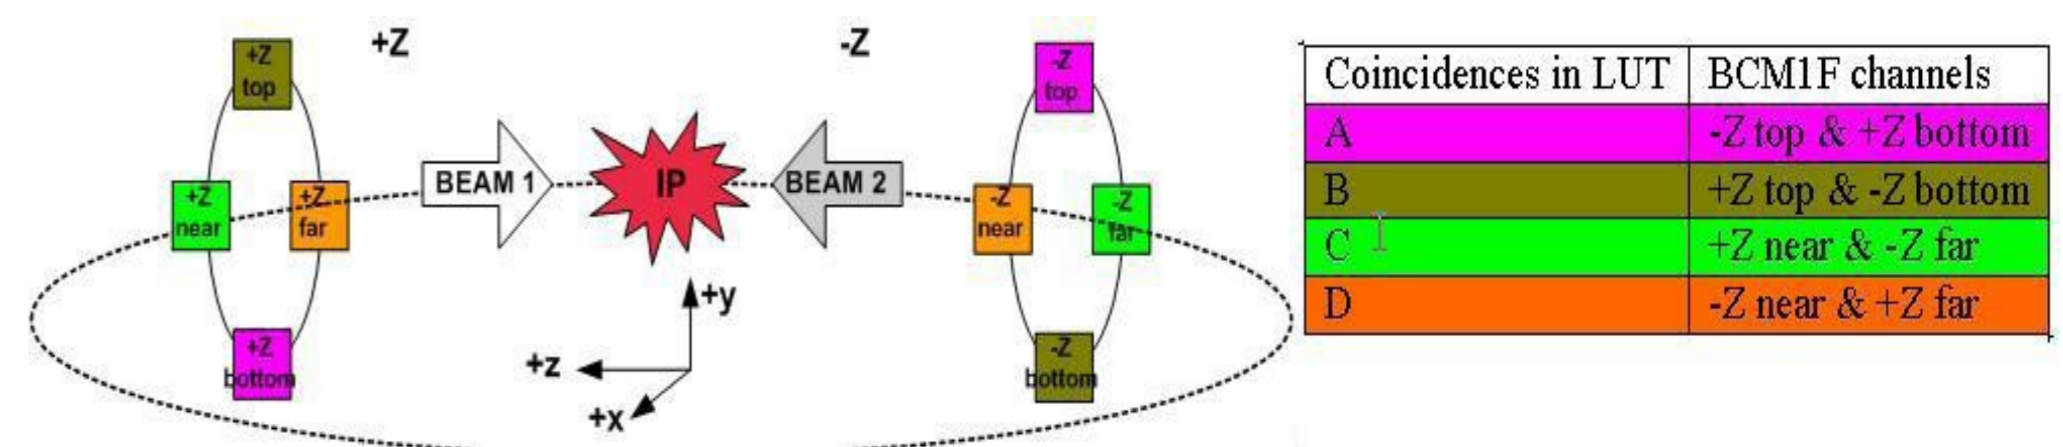 +Z
-Z
+Z
top
-Z
top
+Z
near
+Z
far
BEAM 1
IP
BEAM 2
-Z
near
-Z
far
+y
+z
+x
+Z
bottom
-Z
bottom
Coincidences in LUT BCM1F channels
A -Z top & +Z bottom
B +Z top & -Z bottom
C +Z near & -Z far
D -Z near & +Z far